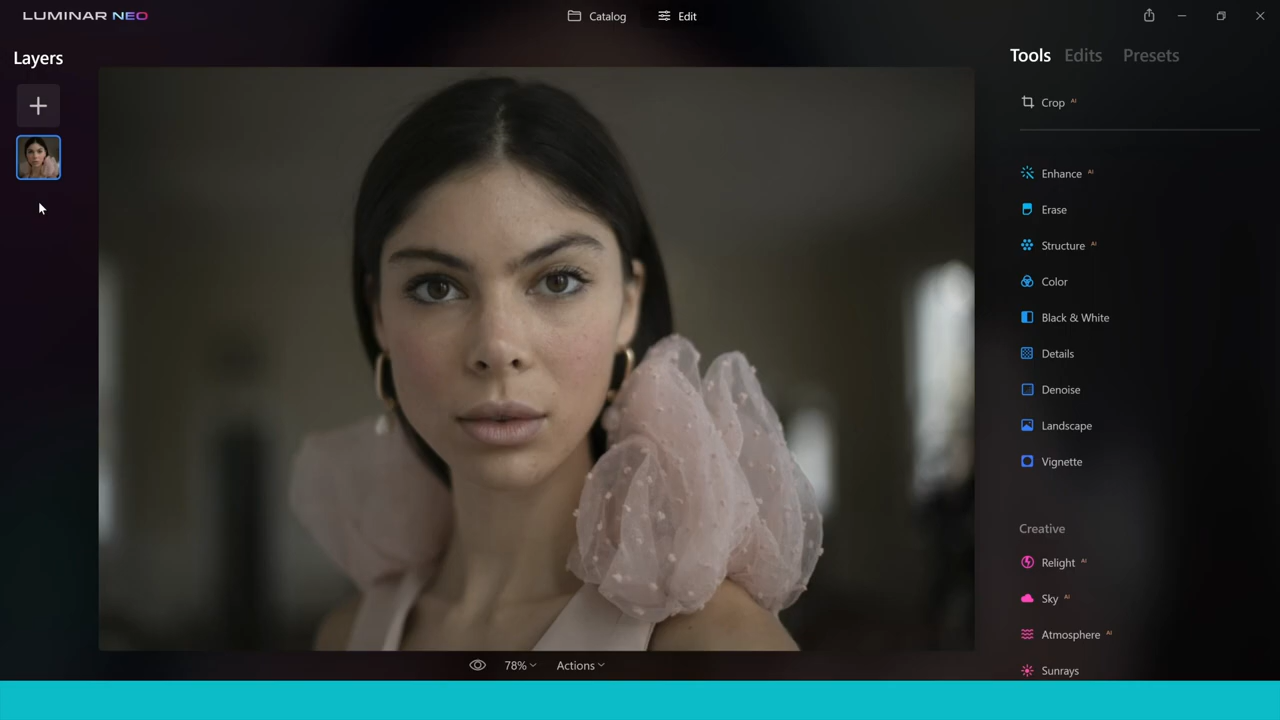 LUMINAR NEO
Catalog
Edit
Layers
Tools
Edits
Presets
Crop AI
Enhance AI
Erase
Structure AI
Color
Black & White
Details
Denoise
Landscape
Vignette
Creative
Relight AI
Sky AI
Atmosphere AI
Sunrays
78%
Actions